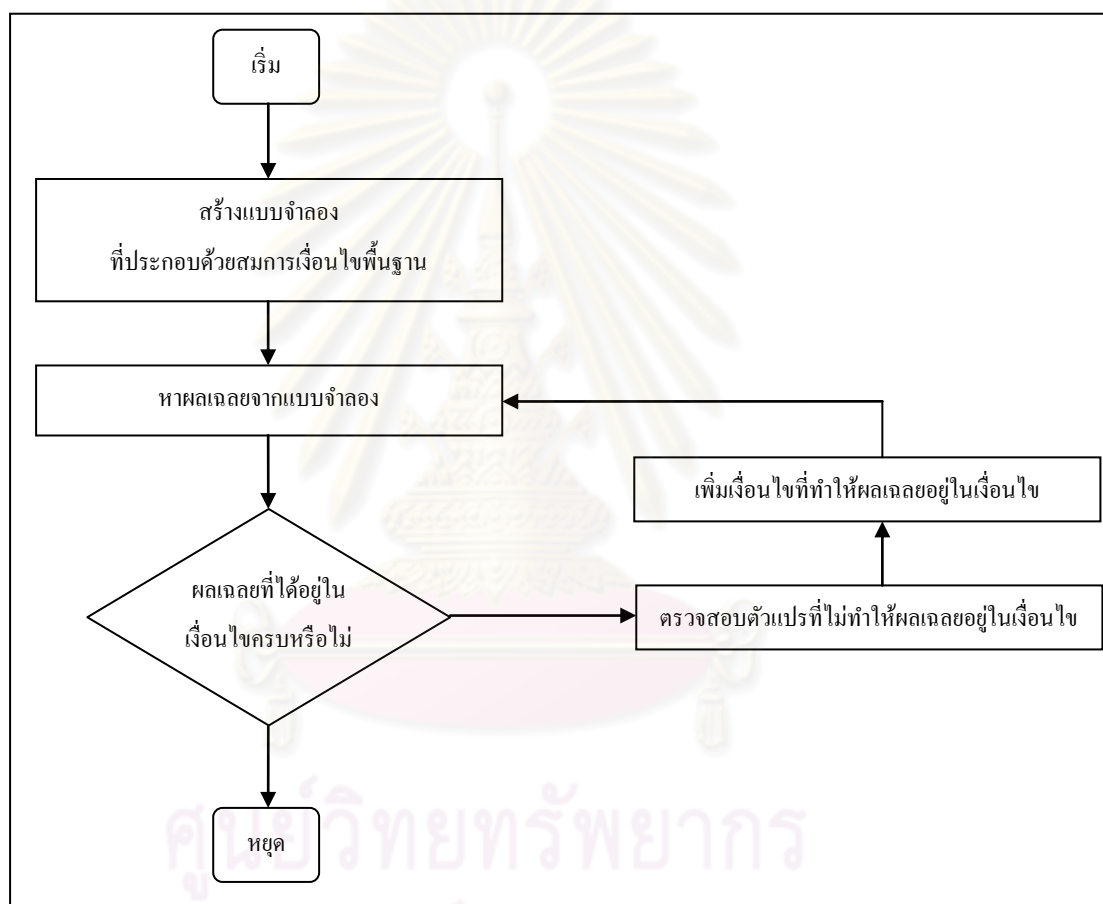 เริ่ม
สร้างแบบจำลอง
ที่ประกอบด้วยสมการเงื่อนไขพื้นฐาน
หาผลเฉลยจากแบบจำลอง
เพิ่มเงื่อนไขที่ทำให้ผลเฉลยอยู่ในเงื่อนไข
ผลเฉลยที่ได้อยู่ใน
เงื่อนไขครบหรือไม่
ตรวจสอบตัวแปรที่ไม่ทำให้ผลเฉลยอยู่ในเงื่อนไข
หยุด
ศูนย์วิทยทรัพยากร